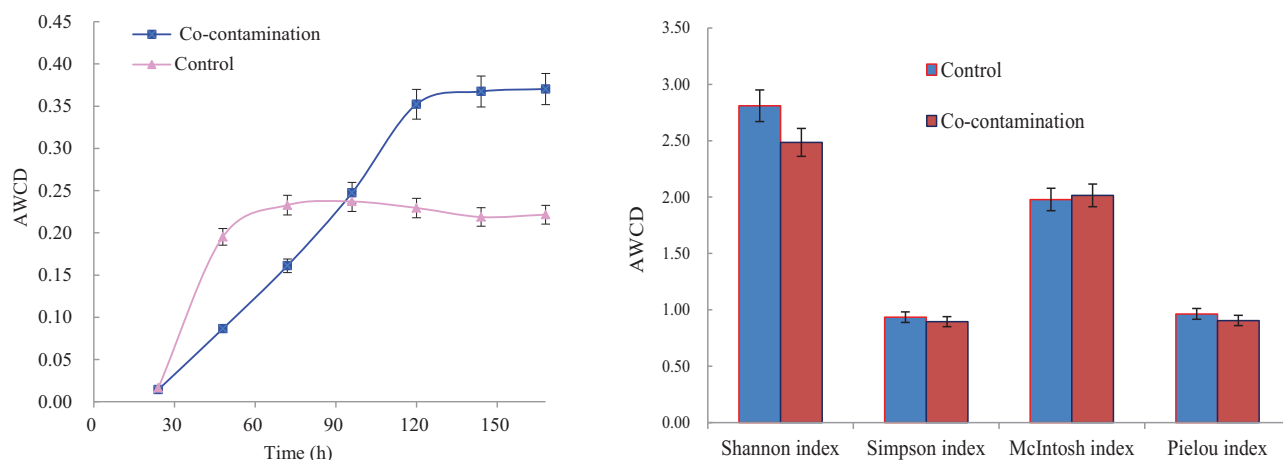 0.45
0.40
0.35
0.30
0.25
0.20
0.15
0.10
0.05
0.00
AWCD
Co-contamination
Control
0 30 60 90 120 150
Time (h)
3.50
3.00
2.50
2.00
1.50
1.00
0.50
0.00
AWCD
Control
Co-contamination
Shannon index Simpson index McIntosh index Pielou index